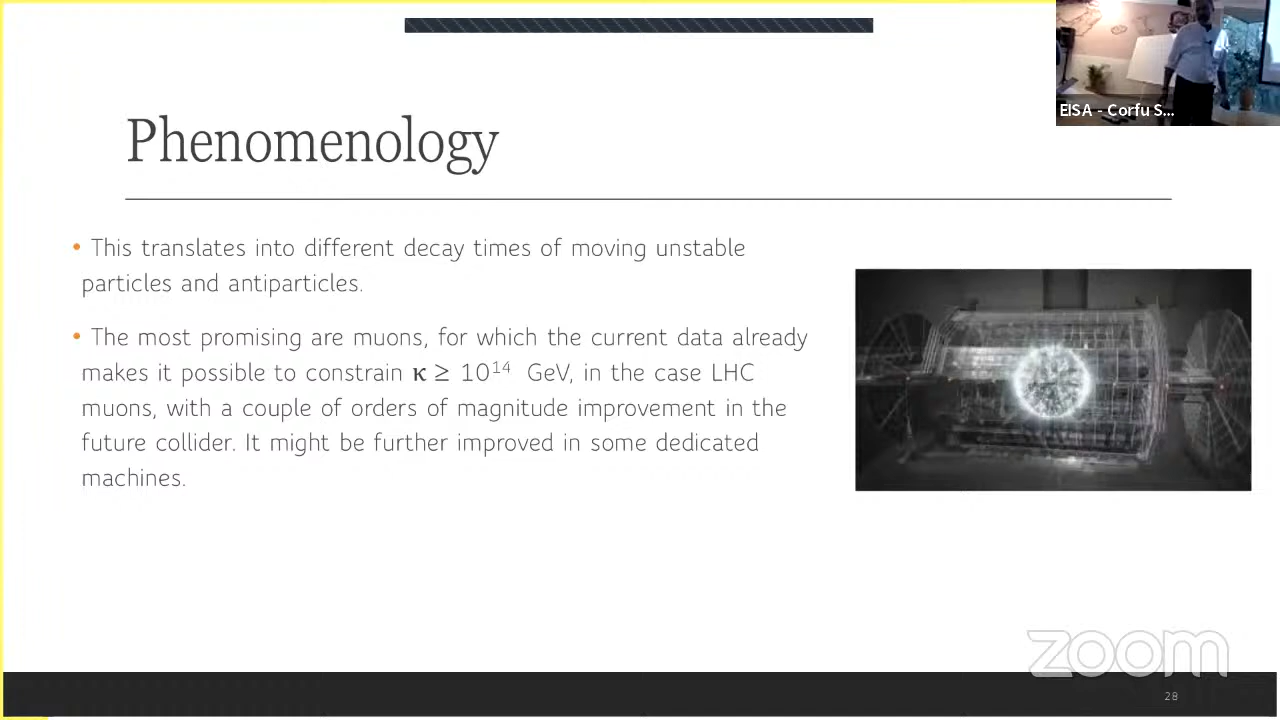 EISA - Corfu S...
Phenomenology
• This translates into different decay times of moving unstable
particles and antiparticles.
• The most promising are muons, for which the current data already
makes it possible to constrain κ ≥ 10¹⁴ GeV, in the case LHC
muons, with a couple of orders of magnitude improvement in the
future collider. It might be further improved in some dedicated
machines.
zoom
28